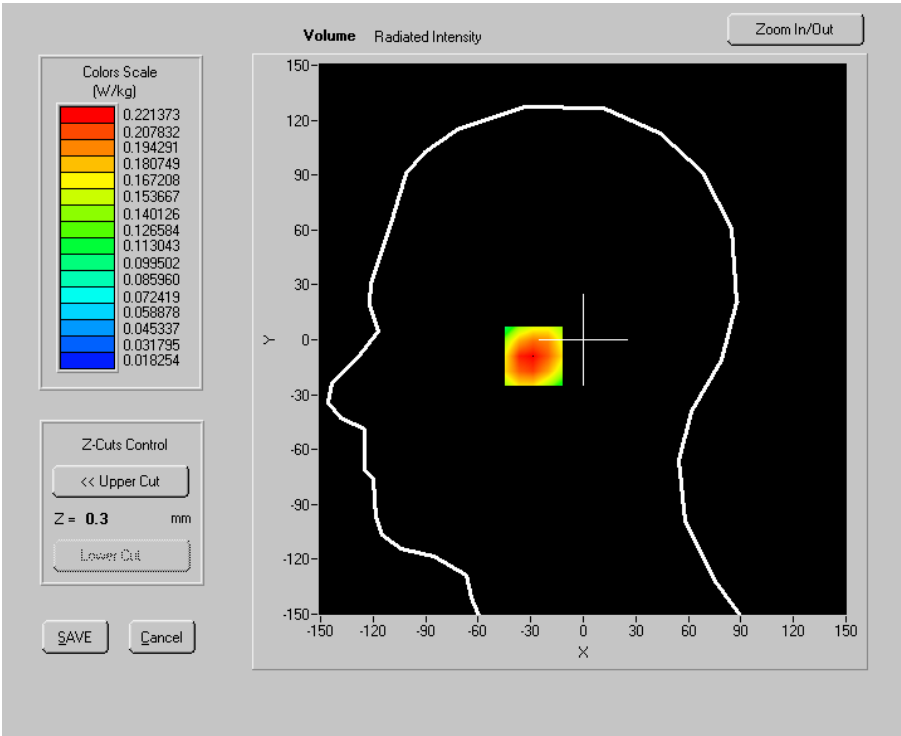 Volume Radiated Intensity
Zoom In/Out
Colors Scale
(W/kg)
0.221373
0.207832
0.194291
0.180749
0.167208
0.153667
0.140126
0.126584
0.113043
0.099502
0.085960
0.072419
0.058878
0.045337
0.031795
0.018254
Z-Cuts Control
<< Upper Cut
Z = 0.3 mm
Lower Cut
SAVE
Cancel
150
120
90
60
30
0
-30
-60
-90
-120
-150
Y
-150 -120 -90 -60 -30 0 30 60 90 120 150
X